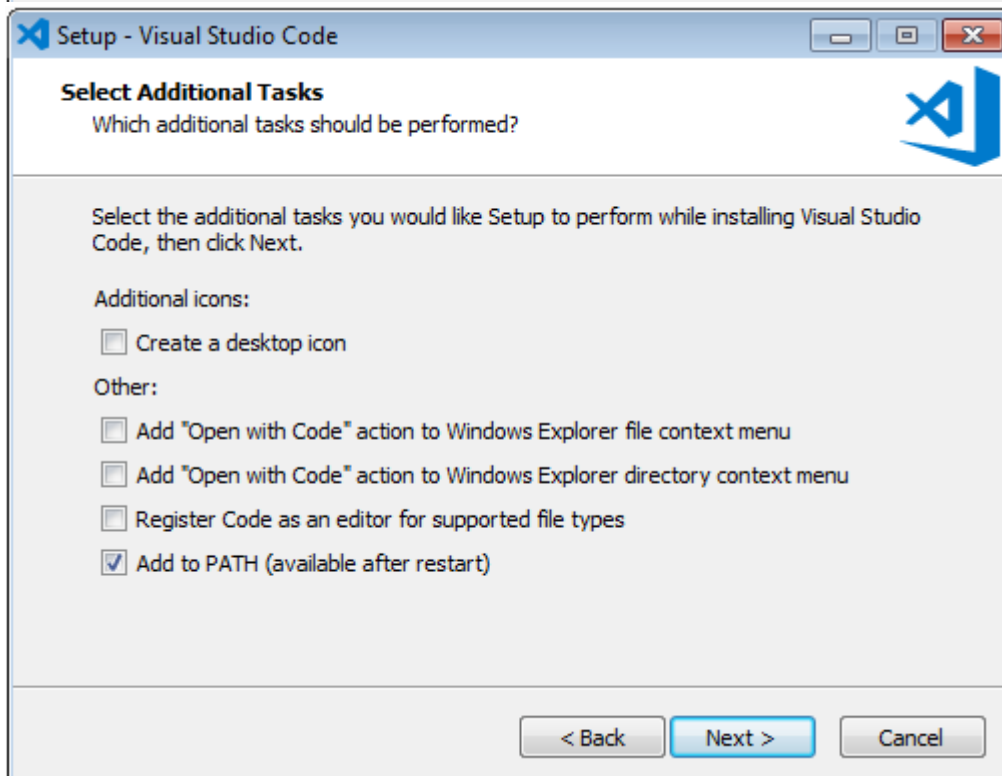 Setup - Visual Studio Code
Select Additional Tasks
Which additional tasks should be performed?
Select the additional tasks you would like Setup to perform while installing Visual Studio
Code, then click Next.
Additional icons:
Create a desktop icon
Other:
Add "Open with Code" action to Windows Explorer file context menu
Add "Open with Code" action to Windows Explorer directory context menu
Register Code as an editor for supported file types
Add to PATH (available after restart)
< Back Next > Cancel